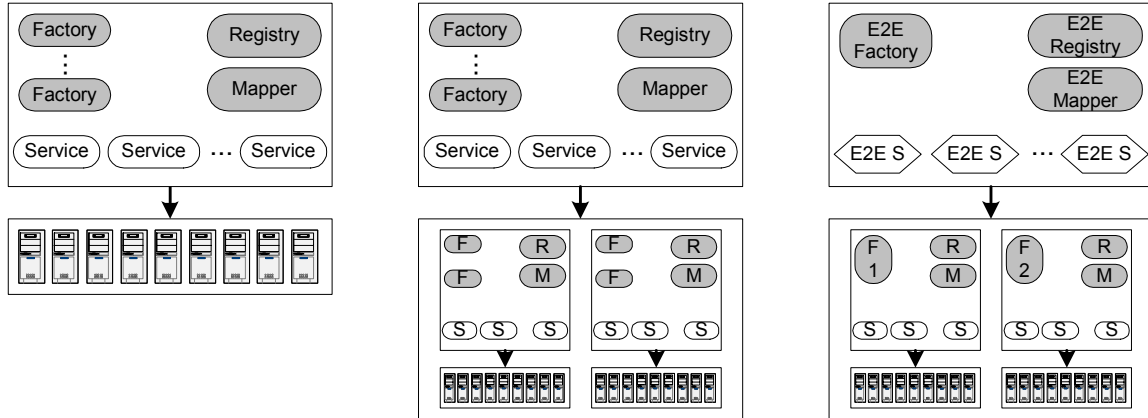 Factory
⋮
Factory
Registry
Mapper
Service Service ... Service
Factory
⋮
Factory
Registry
Mapper
Service Service ... Service
F
F
R
M
S S S
F
F
R
M
S S S
E2E
Factory
E2E
Registry
E2E
Mapper
E2E S E2E S ... E2E S
F
1
R
M
S S S
F
2
R
M
S S S